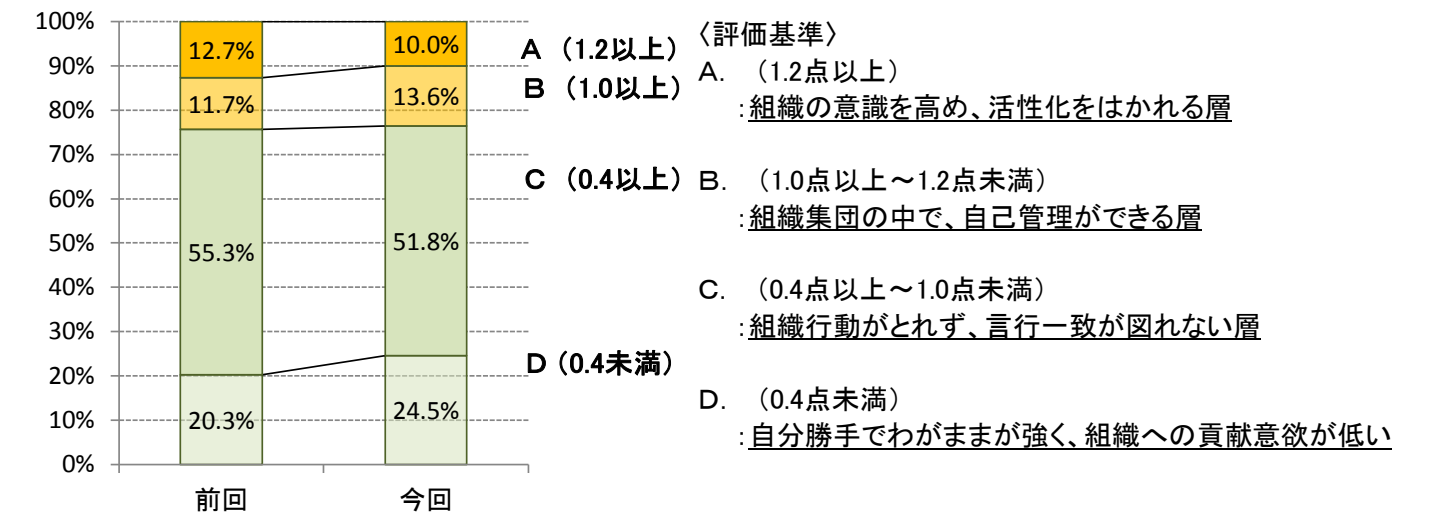 100%
90%
80%
70%
60%
50%
40%
30%
20%
10%
0%
12.7%
11.7%
55.3%
20.3%
10.0%
13.6%
51.8%
24.5%
前回
今回
A （1.2以上）
B （1.0以上）
C （0.4以上）
D（0.4未満）
〈評価基準〉
A. （1.2点以上）
：組織の意識を高め、活性化をはかれる層
B. （1.0点以上～1.2点未満）
：組織集団の中で、自己管理ができる層
C. （0.4点以上～1.0点未満）
：組織行動がとれず、言行一致が図れない層
D. （0.4点未満）
：自分勝手でわがままが強く、組織への貢献意欲が低い